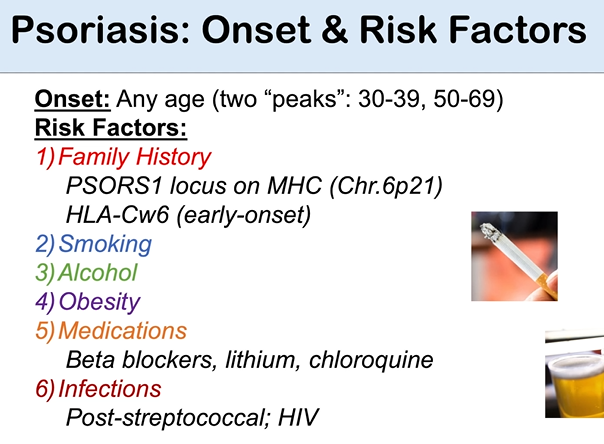 Psoriasis: Onset & Risk Factors
Onset: Any age (two “peaks”: 30-39, 50-69)
Risk Factors:
1) Family History
PSORS1 locus on MHC (Chr.6p21)
HLA-Cw6 (early-onset)
2) Smoking
3) Alcohol
4) Obesity
5) Medications
Beta blockers, lithium, chloroquine
6) Infections
Post-streptococcal; HIV